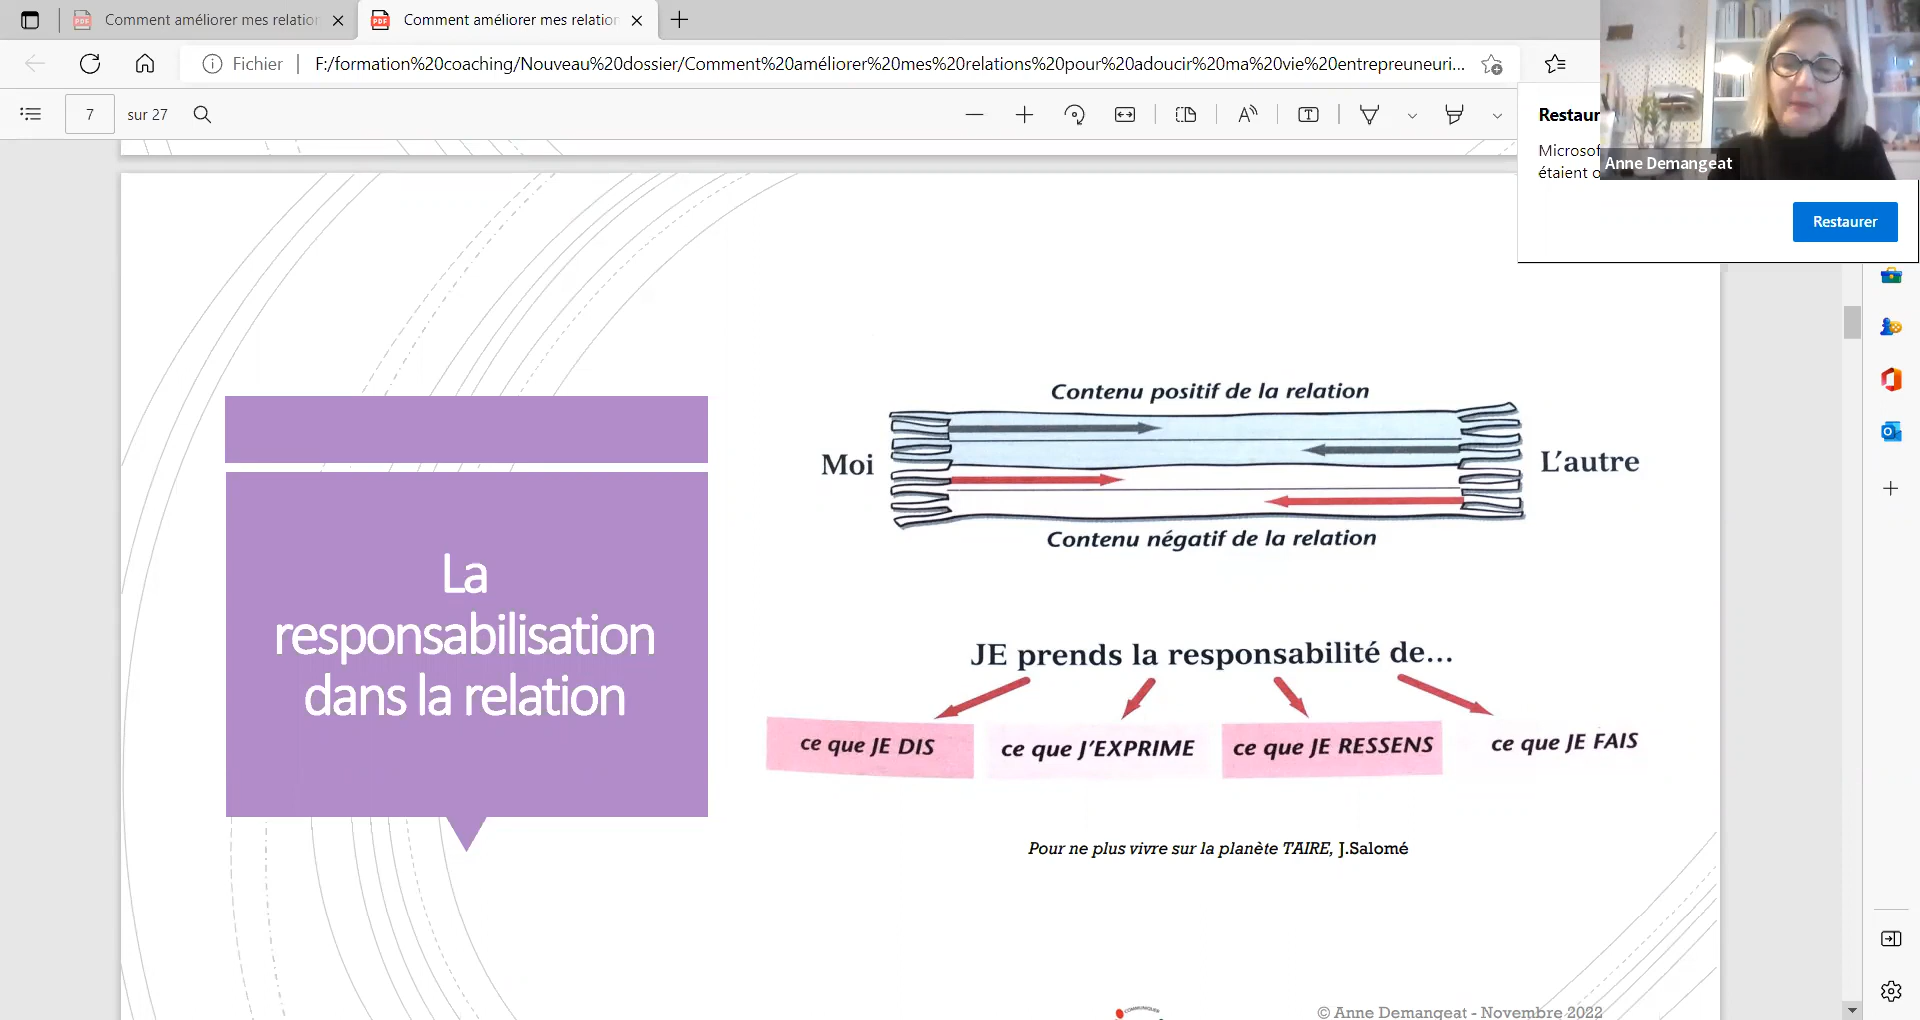 Comment améliorer mes relation
Comment améliorer mes relation
Fichier
F:/formation%20coaching/Nouveau%20dossier/Comment%20améliorer%20mes%20relations%20pour%20adoucir%20ma%20vie%20entrepreuneuri...
7
sur 27
Restaur
Microsof
étaient o
Anne Demangeat
Restaurer
Contenu positif de la relation
Moi
L'autre
Contenu négatif de la relation
La
responsabilisation
dans la relation
JE prends la responsabilité de...
ce que JE DIS
ce que J'EXPRIME
ce que JE RESSENS
ce que JE FAIS
Pour ne plus vivre sur la planète TAIRE, J.Salomé
COMMUNIQUER
© Anne Demangeat - Novembre 2022